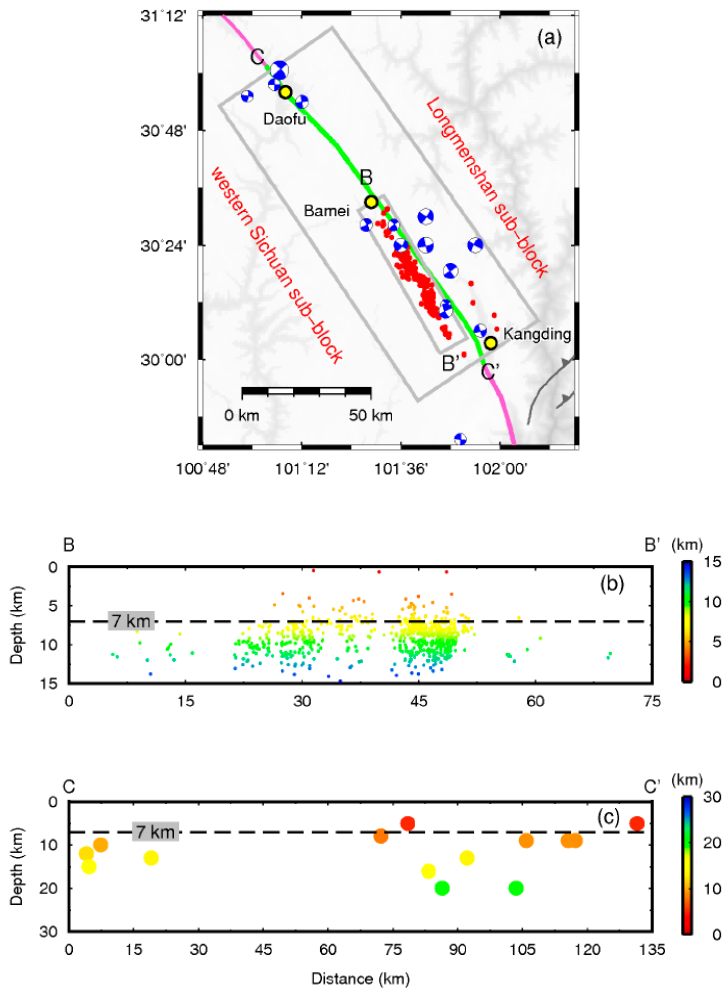 31°12'
(a)
C
Daofu
30°48'
Longmenshan sub-block
B
Bamei
western Sichuan sub-block
30°24'
Kangding
30°00'
B'
C'
0 km 50 km
100°48' 101°12' 101°36' 02°00'
B B' (km)
0 15
(b)
5 10
7 km
Depth (km)
10 5
15 0
0 15 30 45 60 75
C C' (km)
0 30
(c)
7 km
10 20
Depth (km)
20 10
30 0
0 15 30 45 60 75 90 105 120 135
Distance (km)